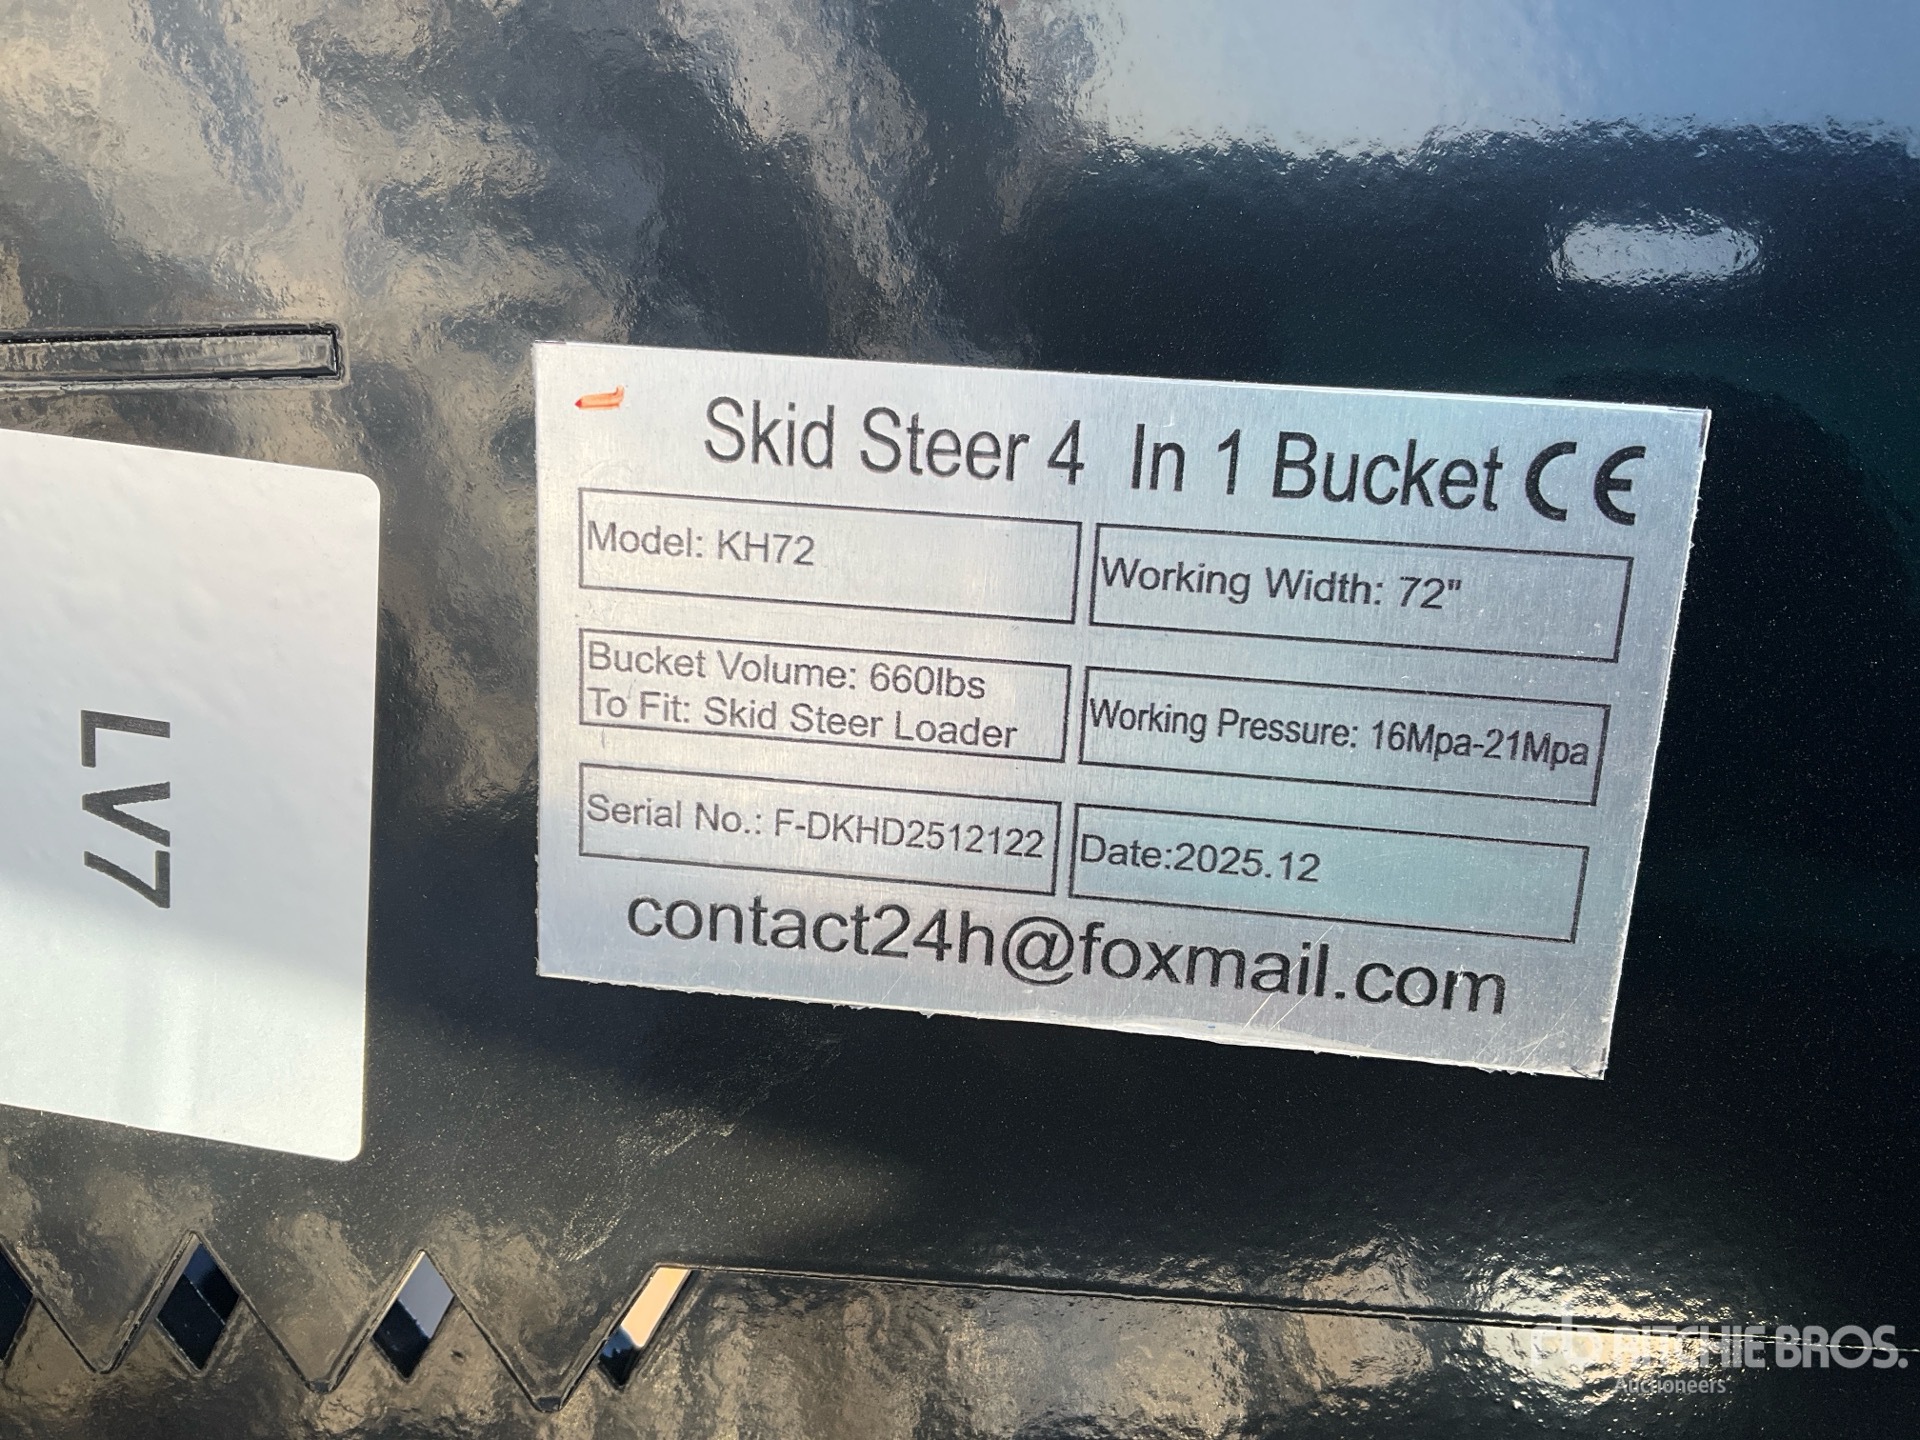 Skid Steer 4 In 1 Bucket CE
Model: KH72
Working Width: 72"
Bucket Volume: 660lbs
To Fit: Skid Steer Loader
Working Pressure: 16Mpa-21Mpa
Serial No.: F-DKHD2512122
Date:2025.12
contact24h@foxmail.com
LV7
RITCHIE BROS.
Auctioneers